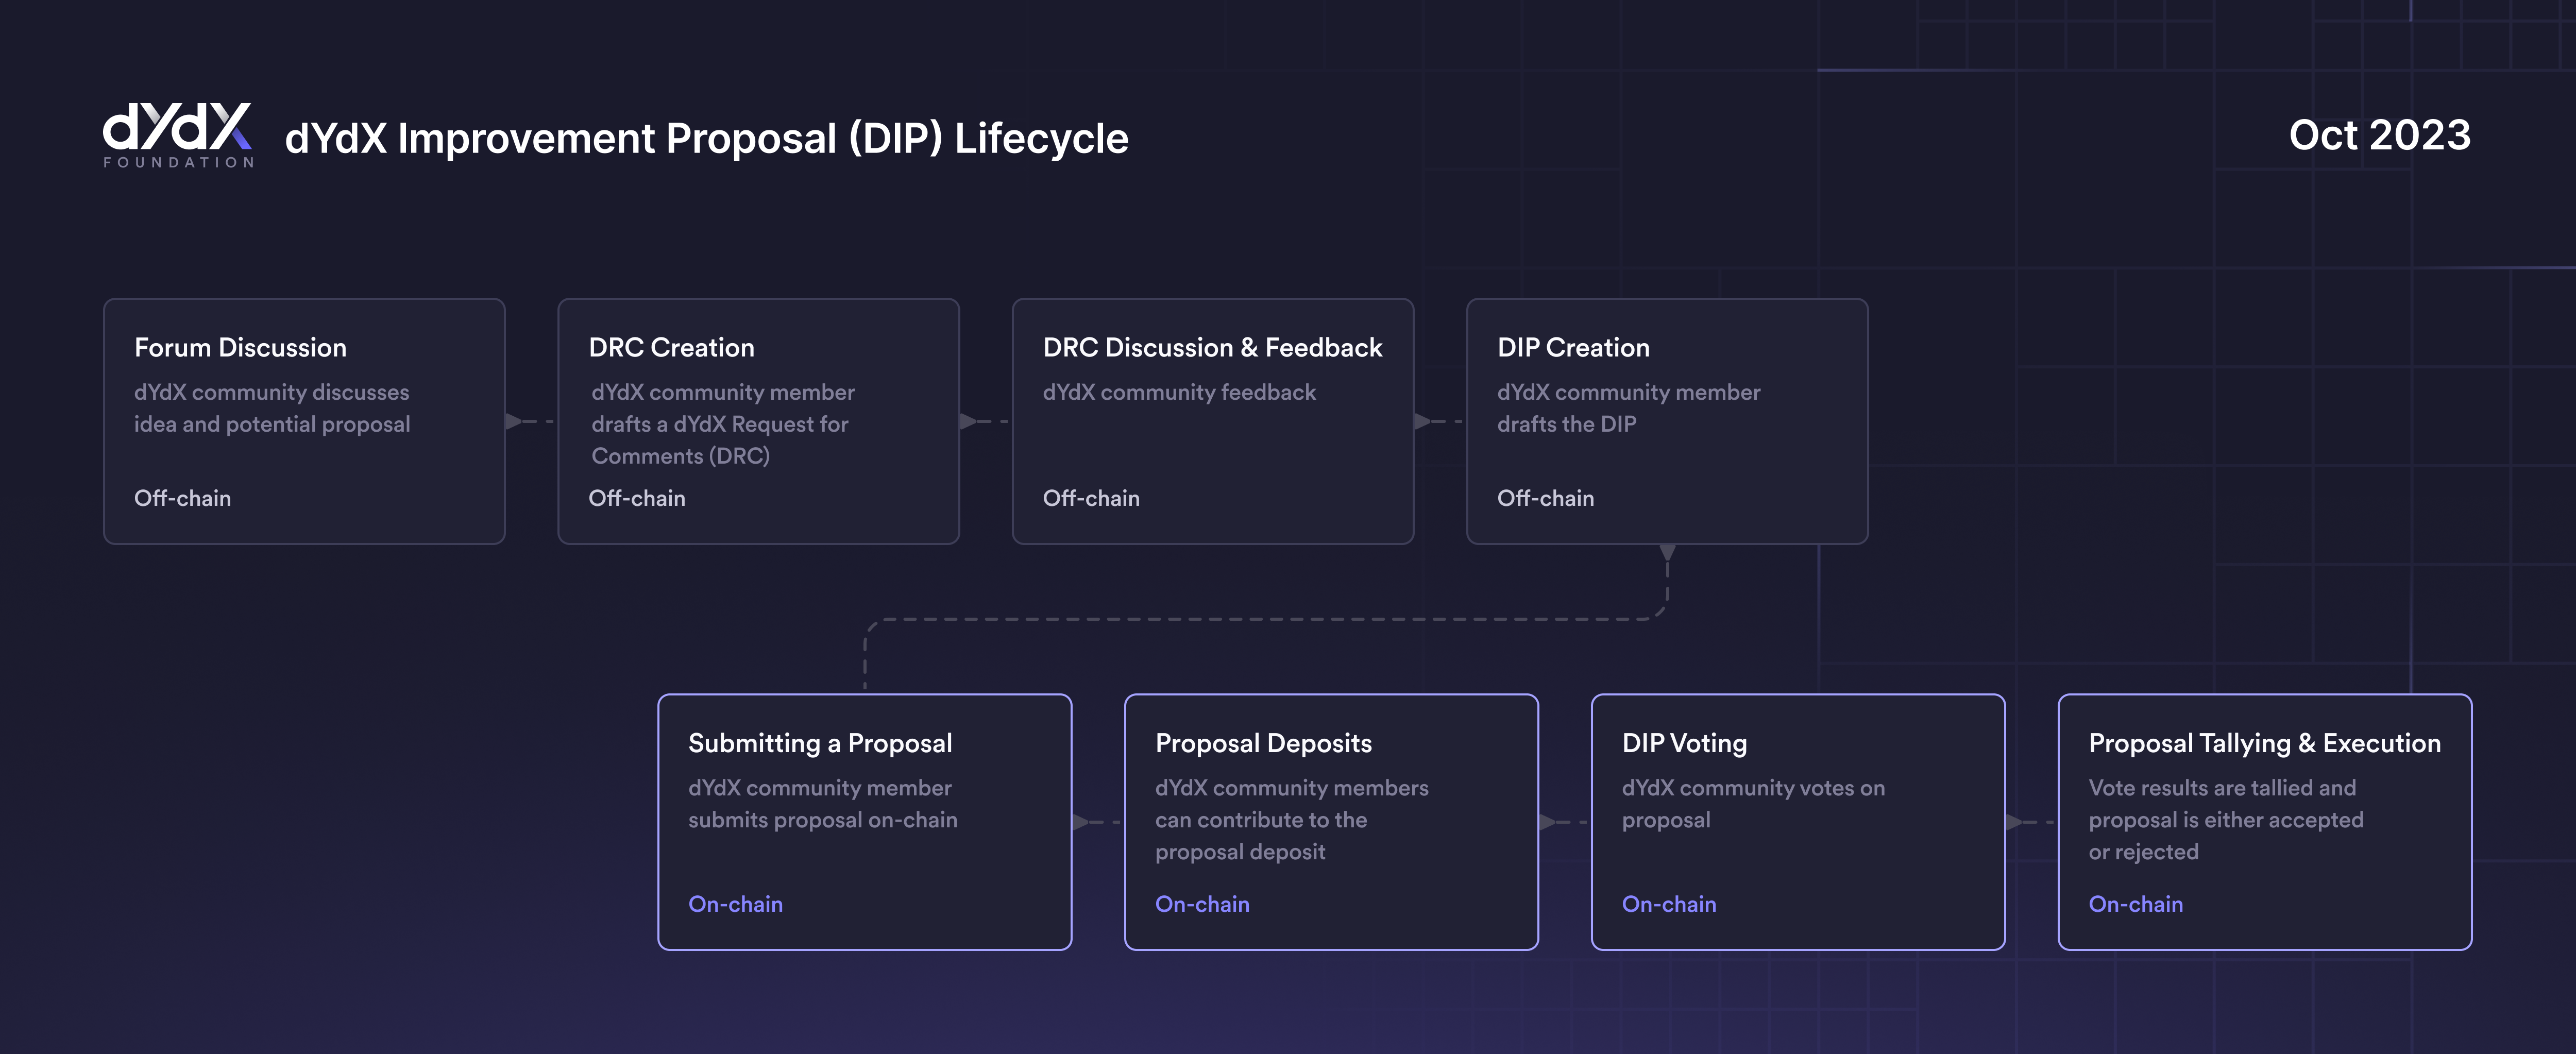 dYdX
FOUNDATION
dYdX Improvement Proposal (DIP) Lifecycle
Oct 2023
Forum Discussion
dYdX community discusses
idea and potential proposal
Off-chain
DRC Creation
dYdX community member
drafts a dYdX Request for
Comments (DRC)
Off-chain
DRC Discussion & Feedback
dYdX community feedback
Off-chain
DIP Creation
dYdX community member
drafts the DIP
Off-chain
Submitting a Proposal
dYdX community member
submits proposal on-chain
On-chain
Proposal Deposits
dYdX community members
can contribute to the
proposal deposit
On-chain
DIP Voting
dYdX community votes on
proposal
On-chain
Proposal Tallying & Execution
Vote results are tallied and
proposal is either accepted
or rejected
On-chain